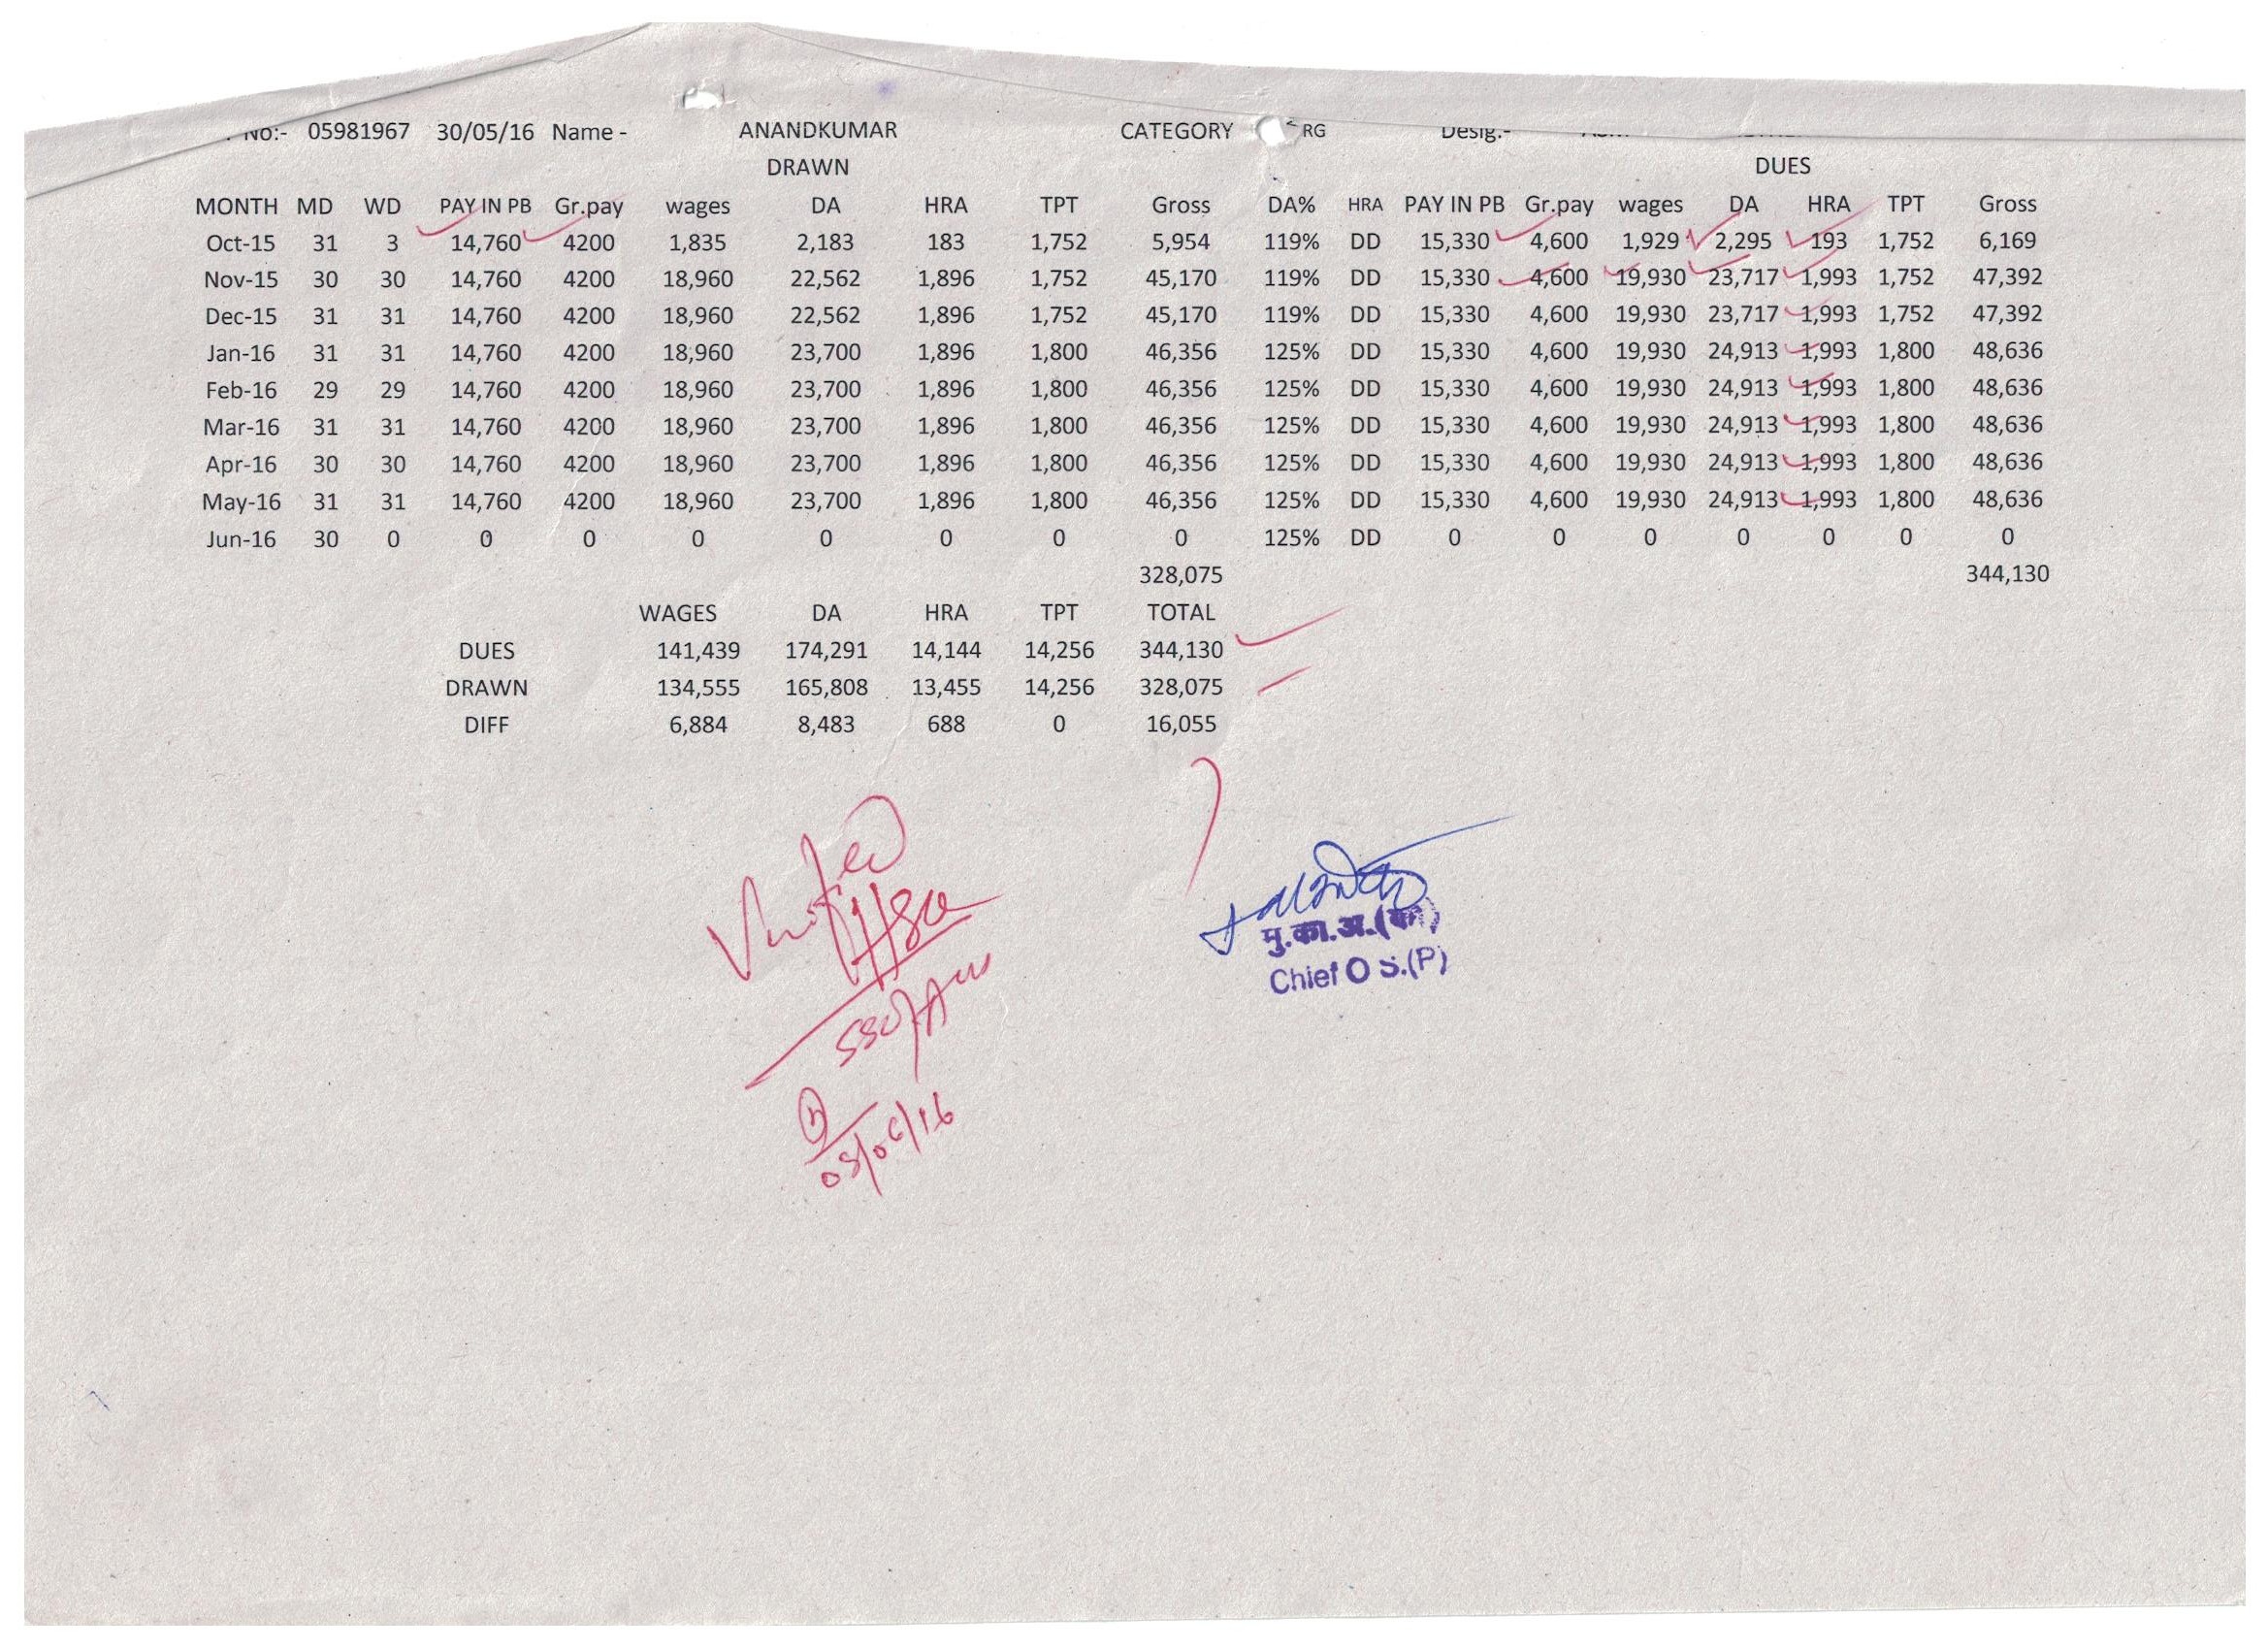 No:- 05981967 30/05/16 Name - ANANDKUMAR CATEGORY RG Desig.-
DRAWN DUES
MONTH MD WD PAY IN PB Gr.pay wages DA HRA TPT Gross DA% HRA PAY IN PB Gr.pay wages DA HRA TPT Gross
Oct-15 31 3 14,760 4200 1,835 2,183 183 1,752 5,954 119% DD 15,330 4,600 1,929 2,295 193 1,752 6,169
Nov-15 30 30 14,760 4200 18,960 22,562 1,896 1,752 45,170 119% DD 15,330 4,600 19,930 23,717 1,993 1,752 47,392
Dec-15 31 31 14,760 4200 18,960 22,562 1,896 1,752 45,170 119% DD 15,330 4,600 19,930 23,717 1,993 1,752 47,392
Jan-16 31 31 14,760 4200 18,960 23,700 1,896 1,800 46,356 125% DD 15,330 4,600 19,930 24,913 1,993 1,800 48,636
Feb-16 29 29 14,760 4200 18,960 23,700 1,896 1,800 46,356 125% DD 15,330 4,600 19,930 24,913 1,993 1,800 48,636
Mar-16 31 31 14,760 4200 18,960 23,700 1,896 1,800 46,356 125% DD 15,330 4,600 19,930 24,913 1,993 1,800 48,636
Apr-16 30 30 14,760 4200 18,960 23,700 1,896 1,800 46,356 125% DD 15,330 4,600 19,930 24,913 1,993 1,800 48,636
May-16 31 31 14,760 4200 18,960 23,700 1,896 1,800 46,356 125% DD 15,330 4,600 19,930 24,913 1,993 1,800 48,636
Jun-16 30 0 0 0 0 0 0 0 0 125% DD 0 0 0 0 0 0 0
328,075 344,130
WAGES DA HRA TPT TOTAL
DUES 141,439 174,291 14,144 14,256 344,130
DRAWN 134,555 165,808 13,455 14,256 328,075
DIFF 6,884 8,483 688 0 16,055
Verified
मु.का.अ.(का)
Chief O S.(P)
03/06/16